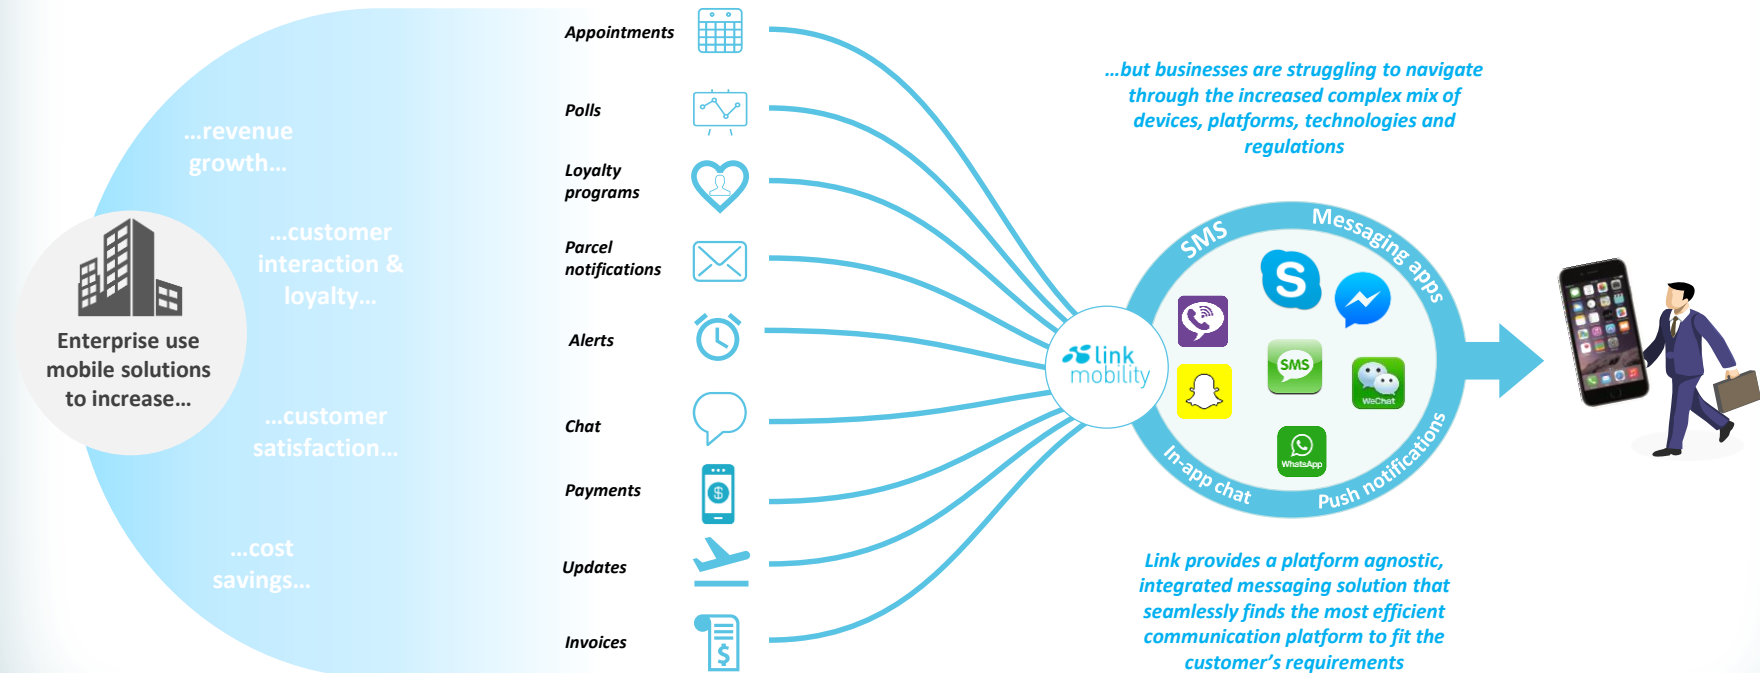 …revenue
growth…
…customer
interaction &
loyalty…
Enterprise use
mobile solutions
to increase…
…customer
satisfaction…
…cost
savings…
Appointments
Polls
Loyalty
programs
Parcel
notifications
Alerts
Chat
Payments
Updates
Invoices
$
$
link
mobility
…but businesses are struggling to navigate
through the increased complex mix of
devices, platforms, technologies and
regulations
SMS
Messaging apps
In-app chat
Push notifications
S
SMS
WeChat
WhatsApp
Link provides a platform agnostic,
integrated messaging solution that
seamlessly finds the most efficient
communication platform to fit the
customer's requirements